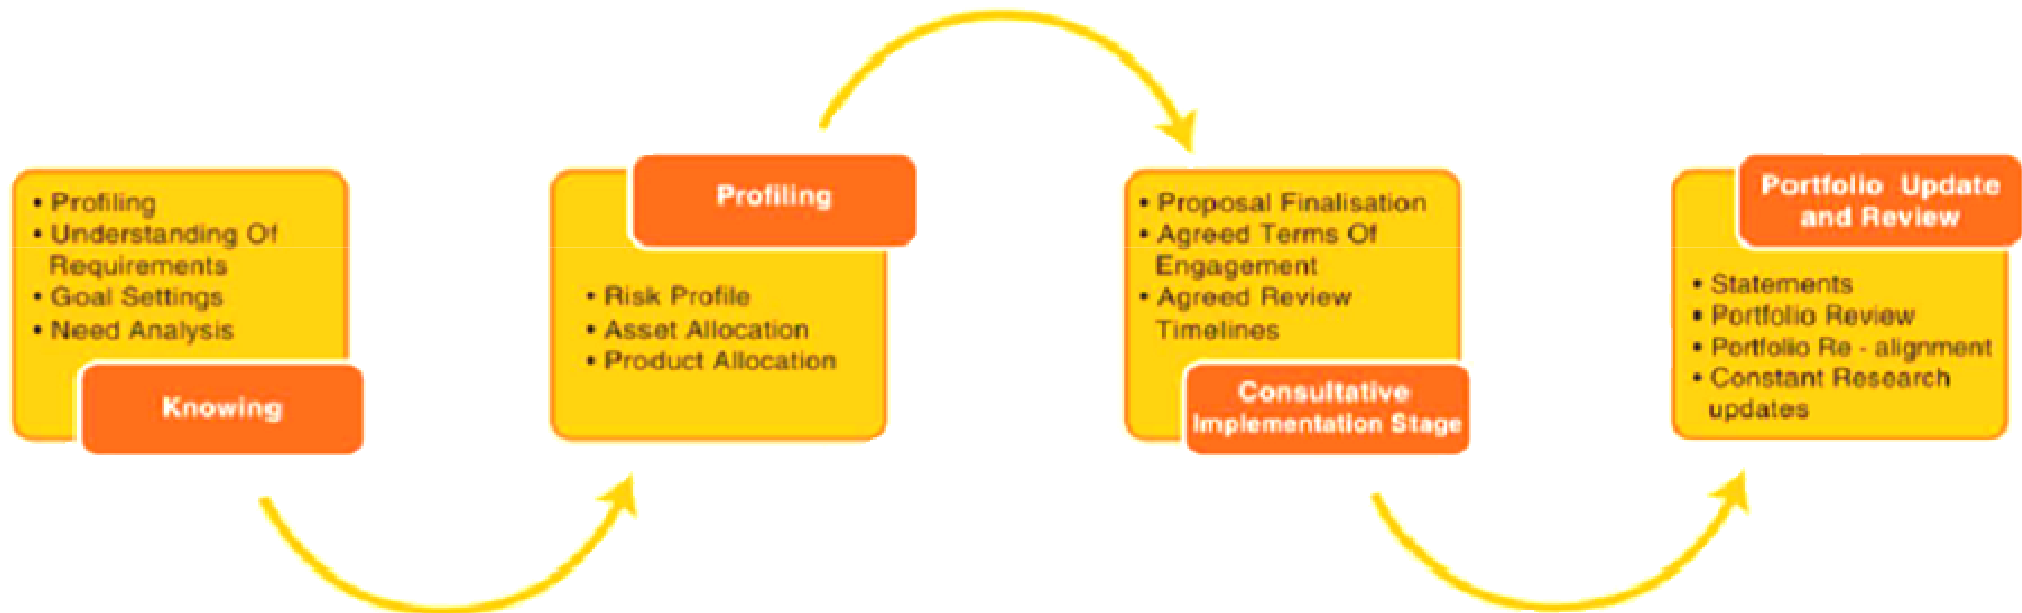 • Profiling
• Understanding Of
Requirements
• Goal Settings
• Need Analysis
Knowing
Profiling
• Risk Profile
• Asset Allocation
• Product Allocation
• Proposal Finalisation
• Agreed Terms Of
Engagement
• Agreed Review
Timelines
Consultative
Implementation Stage
Portfolio Update
and Review
• Statements
• Portfolio Review
• Portfolio Re - alignment
• Constant Research
updates